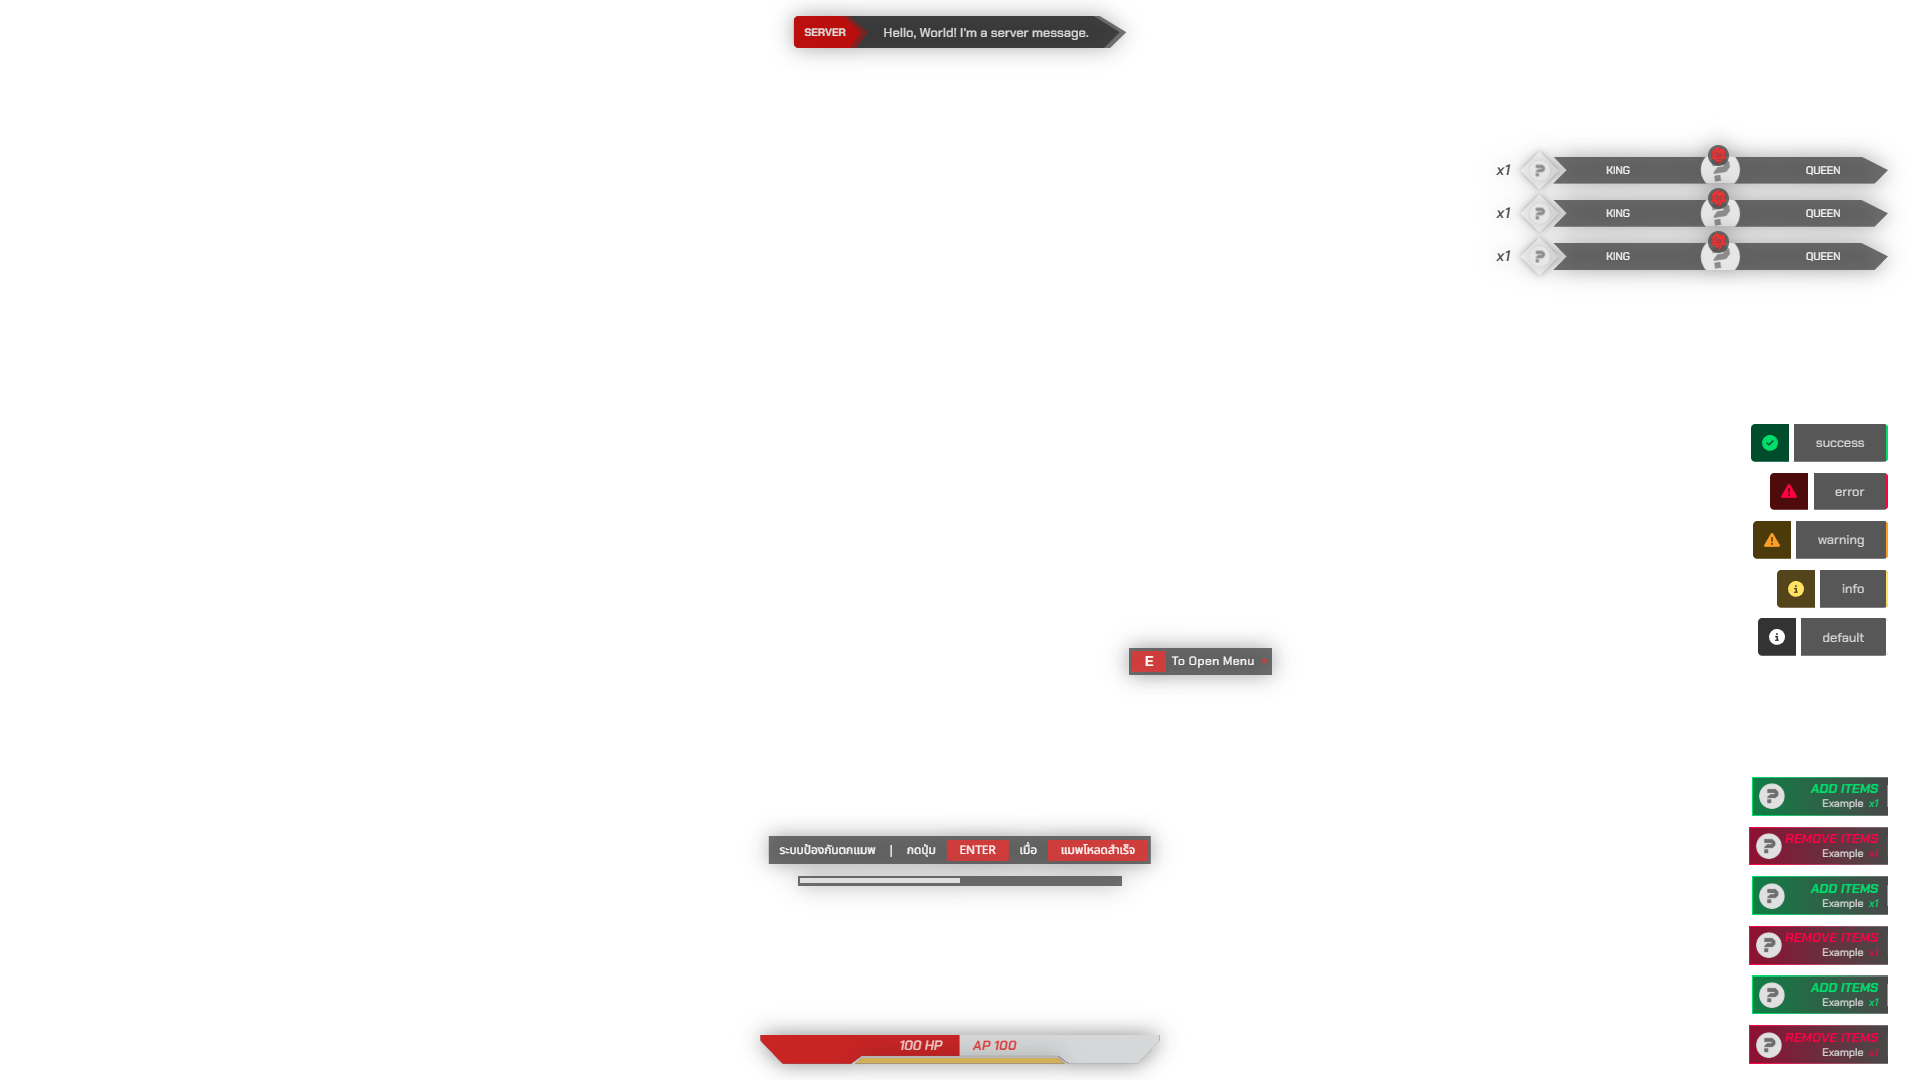 SERVER Hello, World! I'm a server message.
x1 KING QUEEN
x1 KING QUEEN
x1 KING QUEEN
success
error
warning
info
default
E To Open Menu
ADD ITEMS
Example x1
REMOVE ITEMS
Example x1
ระบบป้องกันตกแมพ | กดปุ่ม ENTER เมื่อ แมพโหลดสำเร็จ
ADD ITEMS
Example x1
REMOVE ITEMS
Example x1
ADD ITEMS
Example x1
REMOVE ITEMS
Example x1
100 HP AP 100